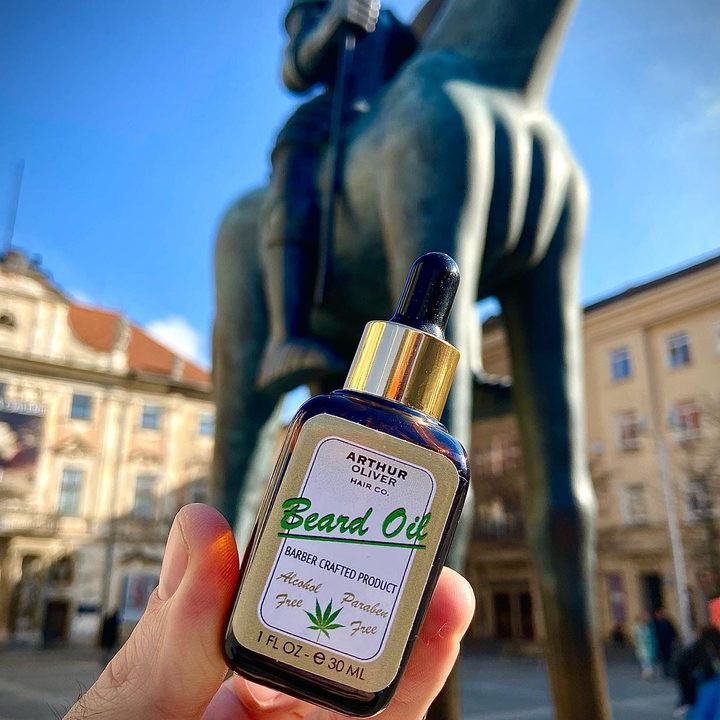 ARTHUR
OLIVER
HAIR CO.
Beard Oil
BARBER CRAFTED PRODUCT
Alcohol
Free
Paraben
Free
1 FL OZ - ℮ 30 ML